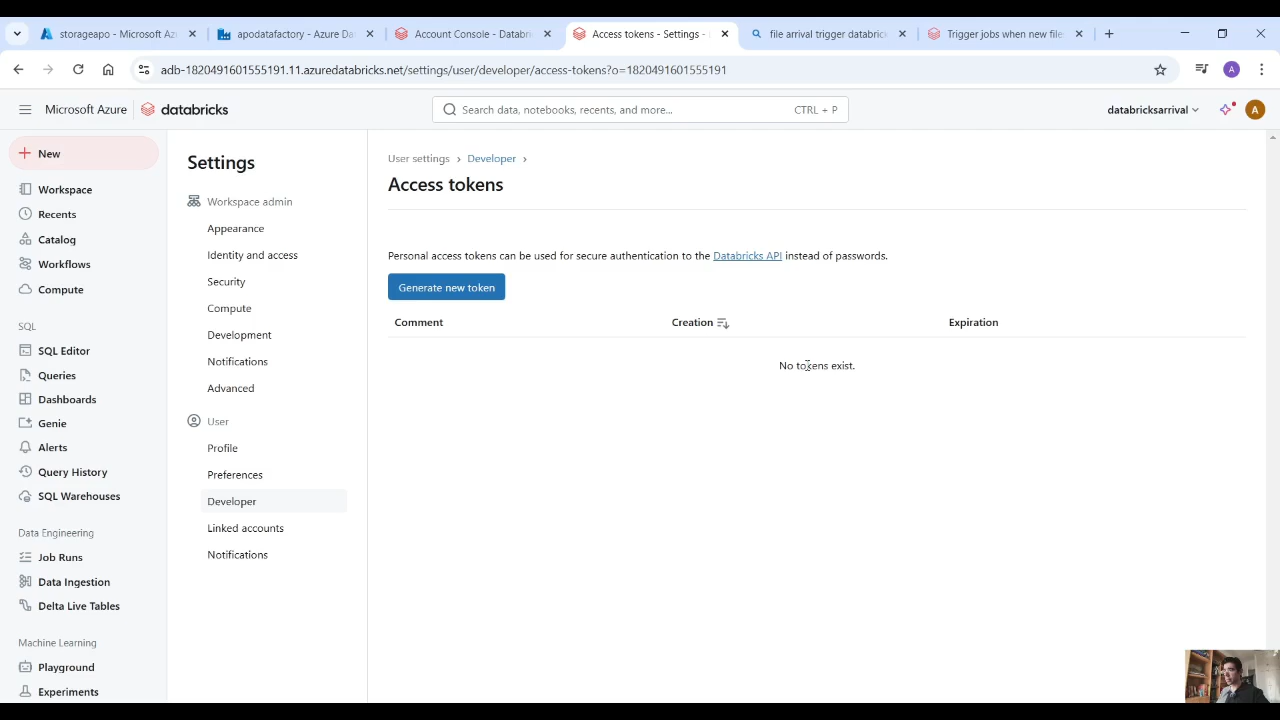 storageapo - Microsoft Az
apodatafactory - Azure Da
Account Console - Databri
Access tokens - Settings -
file arrival trigger databric
Trigger jobs when new file
adb-1820491601555191.11.azuredatabricks.net/settings/user/developer/access-tokens?o=1820491601555191
A
Microsoft Azure
databricks
Search data, notebooks, recents, and more...
CTRL + P
databricksarrival
A
New
Workspace
Recents
Catalog
Workflows
Compute
SQL
SQL Editor
Queries
Dashboards
Genie
Alerts
Query History
SQL Warehouses
Data Engineering
Job Runs
Data Ingestion
Delta Live Tables
Machine Learning
Playground
Experiments
Settings
Workspace admin
Appearance
Identity and access
Security
Compute
Development
Notifications
Advanced
User
Profile
Preferences
Developer
Linked accounts
Notifications
User settings > Developer >
Access tokens
Personal access tokens can be used for secure authentication to the Databricks API instead of passwords.
Generate new token
Comment
Creation
Expiration
No tokens exist.